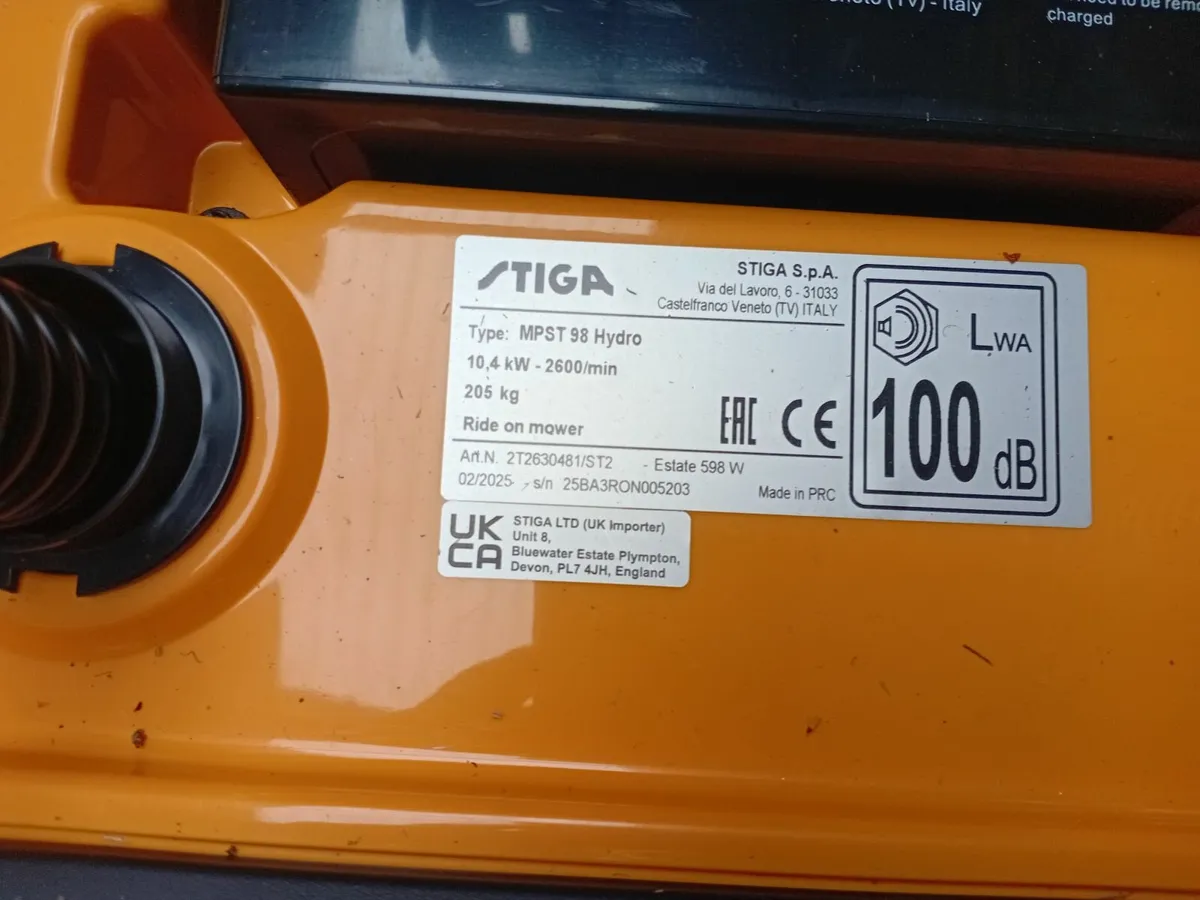 Veneto (TV) - Italy
need to be
charged
STIGA
STIGA S.p.A.
Via del Lavoro, 6 - 31033
Castelfranco Veneto (TV) ITALY
Type: MPST 98 Hydro
10,4 kW - 2600/min
205 kg
Ride on mower
EAC CE
Art.N. 2T2630481/ST2 - Estate 598 W
02/2025 - s/n 25BA3RON005203
Made in PRC
LWA
100 dB
UK
CA
STIGA LTD (UK Importer)
Unit 8,
Bluewater Estate Plympton,
Devon, PL7 4JH, England